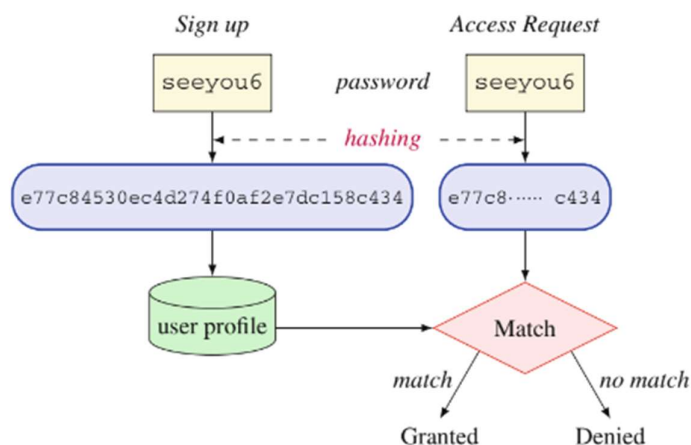 Sign up
Access Request
seeyou6
password
seeyou6
hashing
e77c84530ec4d274f0af2e7dc158c434
e77c8······ c434
user profile
Match
match
no match
Granted
Denied